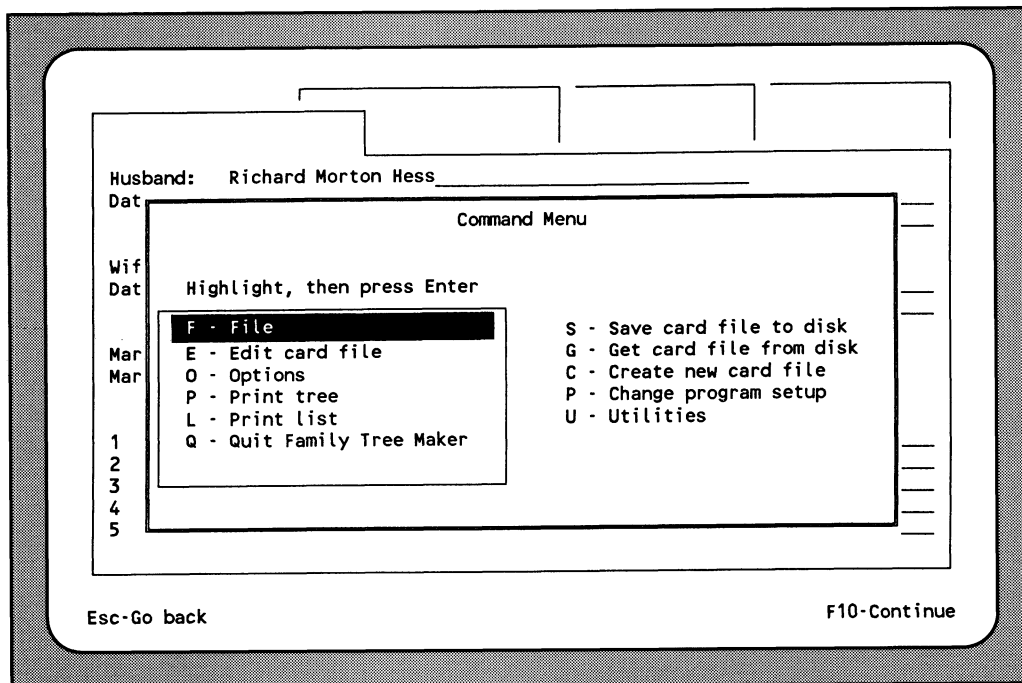 Husband: Richard Morton Hess
Dat
Command Menu
Wif
Dat
Highlight, then press Enter
F - File
E - Edit card file
O - Options
P - Print tree
L - Print list
Q - Quit Family Tree Maker
S - Save card file to disk
G - Get card file from disk
C - Create new card file
P - Change program setup
U - Utilities
Mar
Mar
1
2
3
4
5
Esc-Go back
F10-Continue